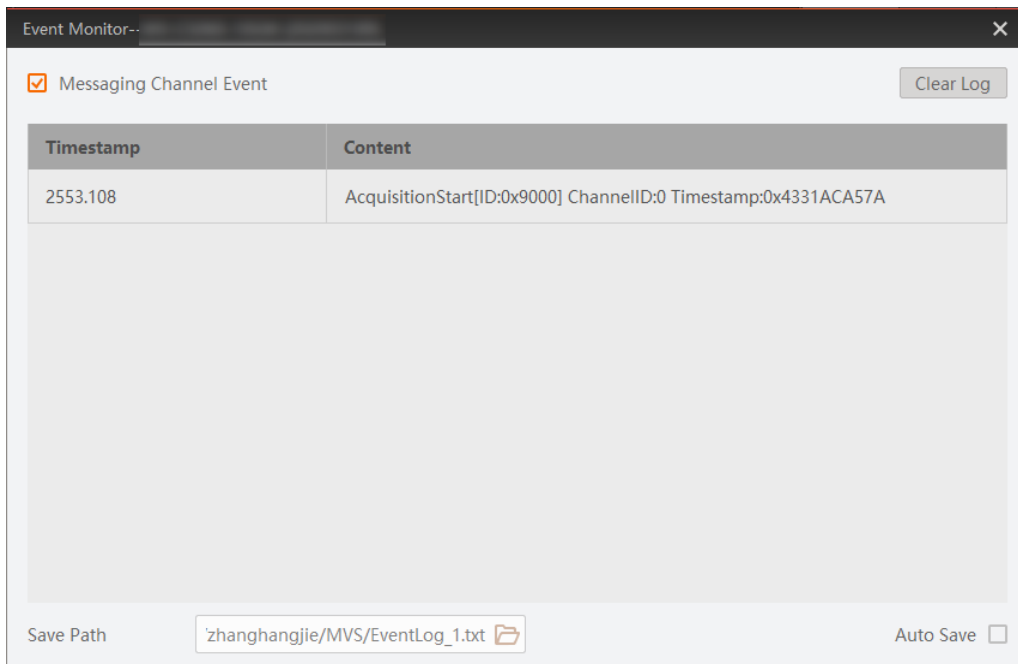 Event Monitor--
Messaging Channel Event
Clear Log
Timestamp Content
2553.108 AcquisitionStart[ID:0x9000] ChannelID:0 Timestamp:0x4331ACA57A
Save Path zhanghangjie/MVS/EventLog_1.txt Auto Save